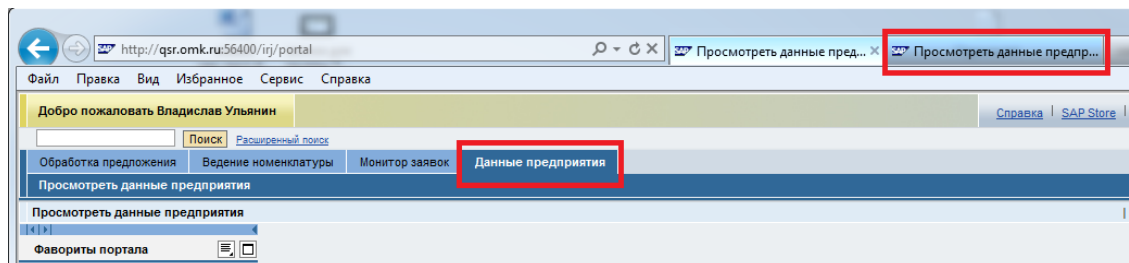 http://qsr.omk.ru:56400/irj/portal
Просмотреть данные пред...
Просмотреть данные предпр...
Файл Правка Вид Избранное Сервис Справка
Добро пожаловать Владислав Ульянин
Справка | SAP Store |
Поиск Расширенный поиск
Обработка предложения Ведение номенклатуры Монитор заявок Данные предприятия
Просмотреть данные предприятия
Просмотреть данные предприятия
Фавориты портала